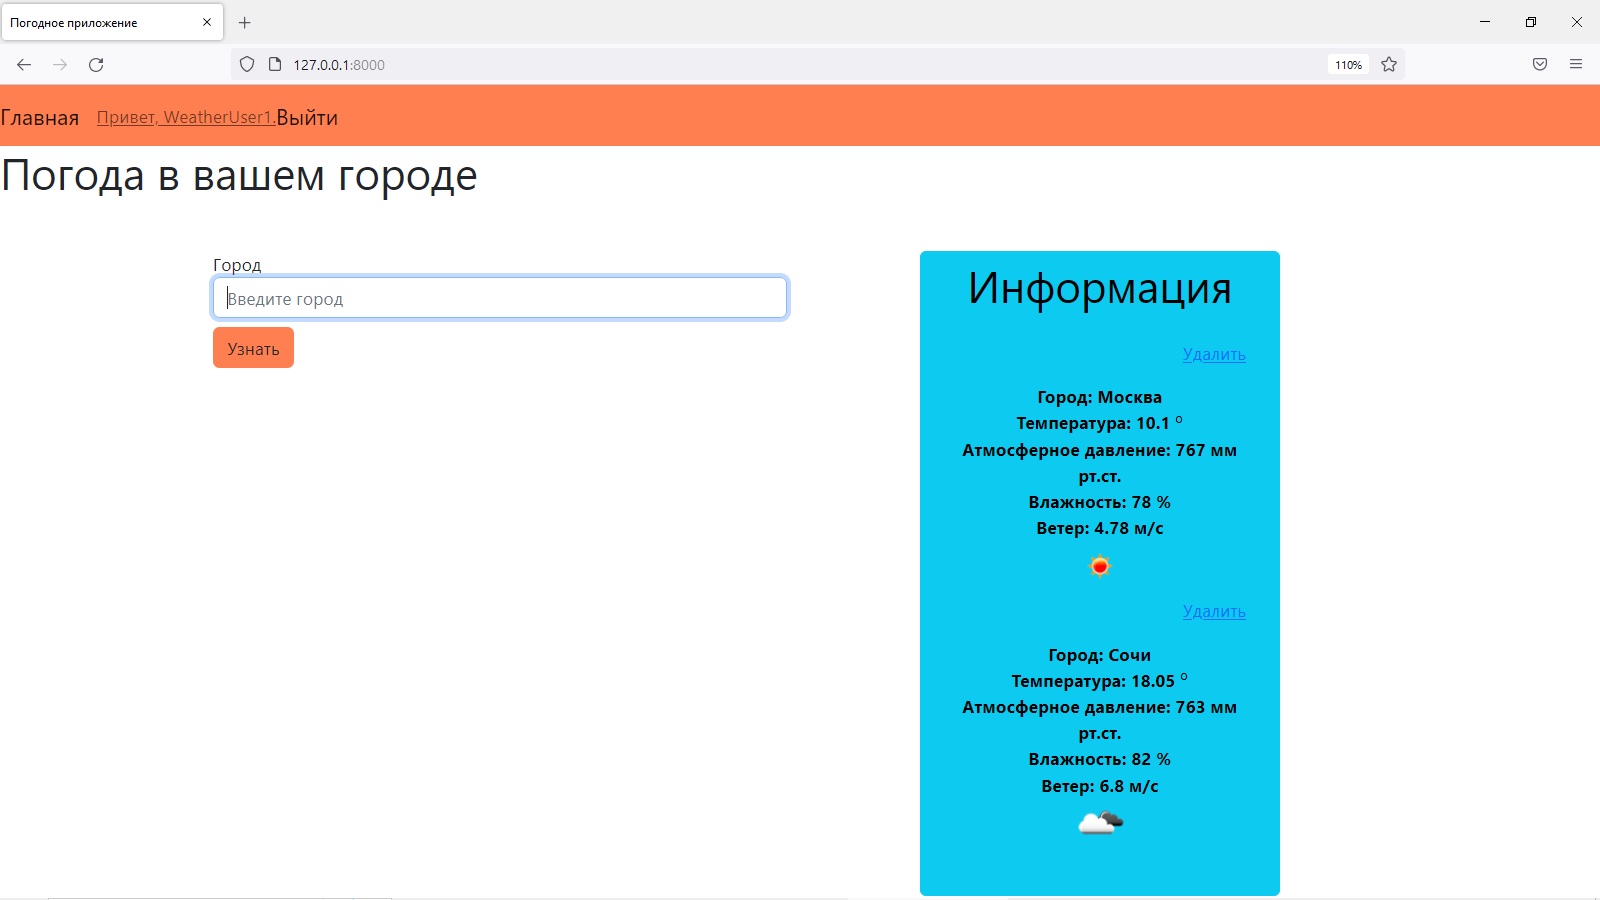 Погодное приложение
127.0.0.1:8000
110%
Главная Привет, WeatherUser1. Выйти
Погода в вашем городе
Город
Введите город
Узнать
Информация
Удалить
Город: Москва
Температура: 10.1 °
Атмосферное давление: 767 мм
рт.ст.
Влажность: 78 %
Ветер: 4.78 м/с
Удалить
Город: Сочи
Температура: 18.05 °
Атмосферное давление: 763 мм
рт.ст.
Влажность: 82 %
Ветер: 6.8 м/с